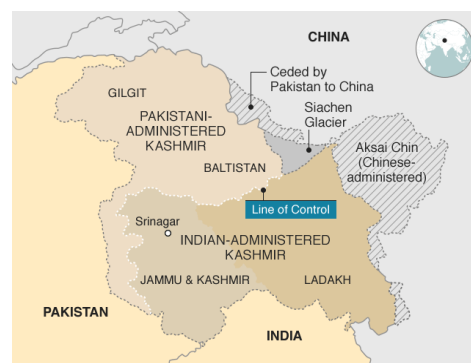 CHINA
Ceded by
Pakistan to China
GILGIT
Siachen
Glacier
PAKISTANI-
ADMINISTERED
KASHMIR
Aksai Chin
(Chinese-
administered)
BALTISTAN
Line of Control
Srinagar
INDIAN-ADMINISTERED
KASHMIR
JAMMU & KASHMIR
LADAKH
PAKISTAN
INDIA